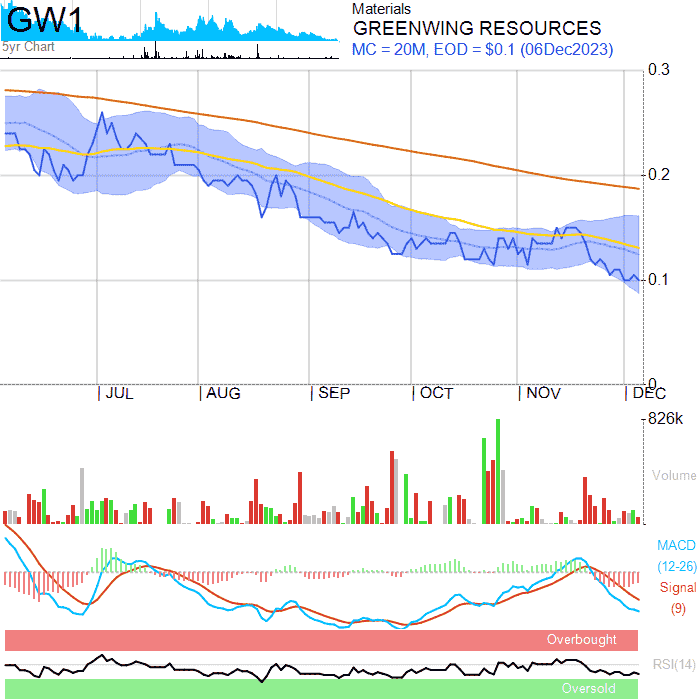 GW1
5yr Chart
Materials
GREENWING RESOURCES
MC = 20M, EOD = $0.1 (06Dec2023)
0.3
0.2
0.1
0
JUL AUG SEP OCT NOV DEC
826k
Volume
MACD
(12-26)
Signal
(9)
Overbought
RSI(14)
Oversold